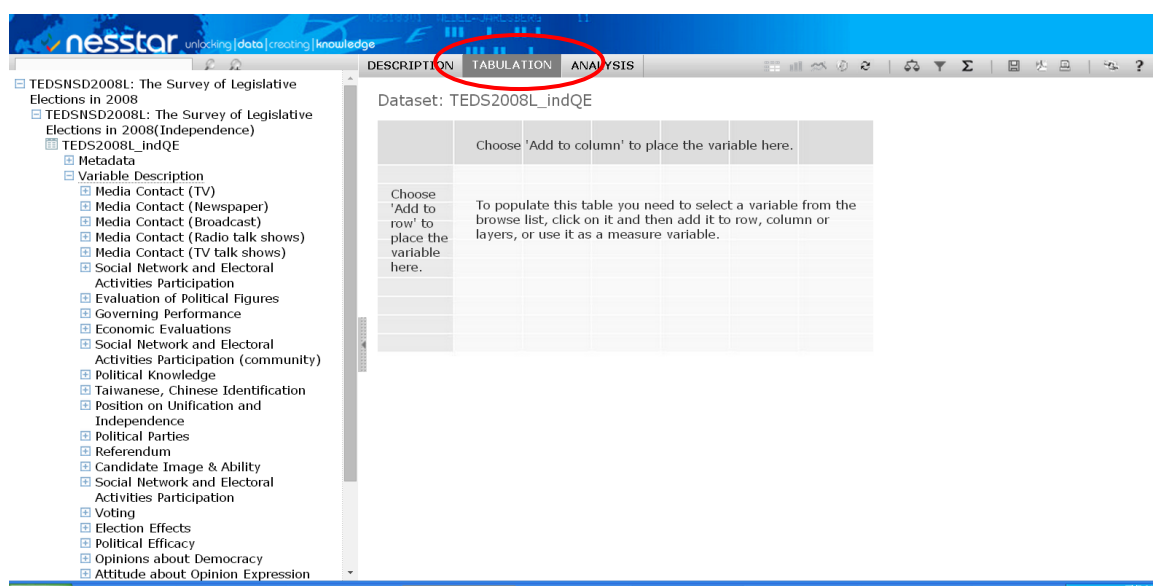 nesstar unlocking|data|creating|knowledge
DESCRIPTION TABULATION ANALYSIS
Σ ?
TEDSNSD2008L: The Survey of Legislative
Elections in 2008
TEDSNSD2008L: The Survey of Legislative
Elections in 2008(Independence)
TEDS2008L_indQE
Metadata
Variable Description
Media Contact (TV)
Media Contact (Newspaper)
Media Contact (Broadcast)
Media Contact (Radio talk shows)
Media Contact (TV talk shows)
Social Network and Electoral
Activities Participation
Evaluation of Political Figures
Governing Performance
Economic Evaluations
Social Network and Electoral
Activities Participation (community)
Political Knowledge
Taiwanese, Chinese Identification
Position on Unification and
Independence
Political Parties
Referendum
Candidate Image & Ability
Social Network and Electoral
Activities Participation
Voting
Election Effects
Political Efficacy
Opinions about Democracy
Attitude about Opinion Expression
Dataset: TEDS2008L_indQE
Choose 'Add to column' to place the variable here.
Choose
'Add to
row' to
place the
variable
here.
To populate this table you need to select a variable from the
browse list, click on it and then add it to row, column or
layers, or use it as a measure variable.